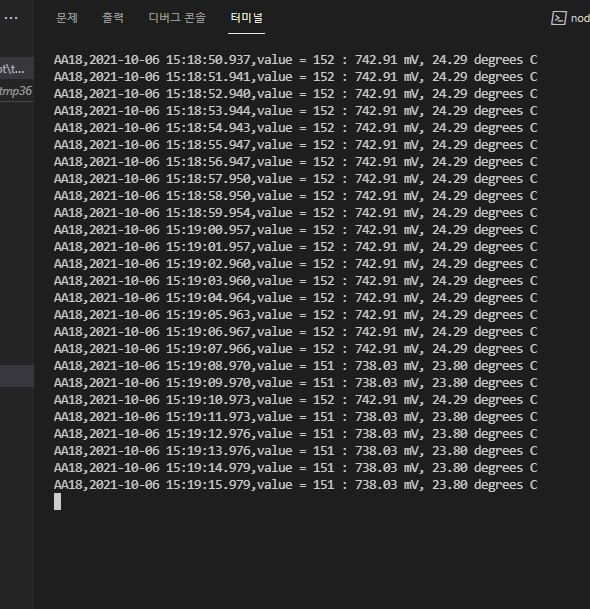 문제 출력 디버그 콘솔 터미널 nod
ot\t...
tmp36
AA18,2021-10-06 15:18:50.937,value = 152 : 742.91 mV, 24.29 degrees C
AA18,2021-10-06 15:18:51.941,value = 152 : 742.91 mV, 24.29 degrees C
AA18,2021-10-06 15:18:52.940,value = 152 : 742.91 mV, 24.29 degrees C
AA18,2021-10-06 15:18:53.944,value = 152 : 742.91 mV, 24.29 degrees C
AA18,2021-10-06 15:18:54.943,value = 152 : 742.91 mV, 24.29 degrees C
AA18,2021-10-06 15:18:55.947,value = 152 : 742.91 mV, 24.29 degrees C
AA18,2021-10-06 15:18:56.947,value = 152 : 742.91 mV, 24.29 degrees C
AA18,2021-10-06 15:18:57.950,value = 152 : 742.91 mV, 24.29 degrees C
AA18,2021-10-06 15:18:58.950,value = 152 : 742.91 mV, 24.29 degrees C
AA18,2021-10-06 15:18:59.954,value = 152 : 742.91 mV, 24.29 degrees C
AA18,2021-10-06 15:19:00.957,value = 152 : 742.91 mV, 24.29 degrees C
AA18,2021-10-06 15:19:01.957,value = 152 : 742.91 mV, 24.29 degrees C
AA18,2021-10-06 15:19:02.960,value = 152 : 742.91 mV, 24.29 degrees C
AA18,2021-10-06 15:19:03.960,value = 152 : 742.91 mV, 24.29 degrees C
AA18,2021-10-06 15:19:04.964,value = 152 : 742.91 mV, 24.29 degrees C
AA18,2021-10-06 15:19:05.963,value = 152 : 742.91 mV, 24.29 degrees C
AA18,2021-10-06 15:19:06.967,value = 152 : 742.91 mV, 24.29 degrees C
AA18,2021-10-06 15:19:07.966,value = 152 : 742.91 mV, 24.29 degrees C
AA18,2021-10-06 15:19:08.970,value = 151 : 738.03 mV, 23.80 degrees C
AA18,2021-10-06 15:19:09.970,value = 151 : 738.03 mV, 23.80 degrees C
AA18,2021-10-06 15:19:10.973,value = 152 : 742.91 mV, 24.29 degrees C
AA18,2021-10-06 15:19:11.973,value = 151 : 738.03 mV, 23.80 degrees C
AA18,2021-10-06 15:19:12.976,value = 151 : 738.03 mV, 23.80 degrees C
AA18,2021-10-06 15:19:13.976,value = 151 : 738.03 mV, 23.80 degrees C
AA18,2021-10-06 15:19:14.979,value = 151 : 738.03 mV, 23.80 degrees C
AA18,2021-10-06 15:19:15.979,value = 151 : 738.03 mV, 23.80 degrees C